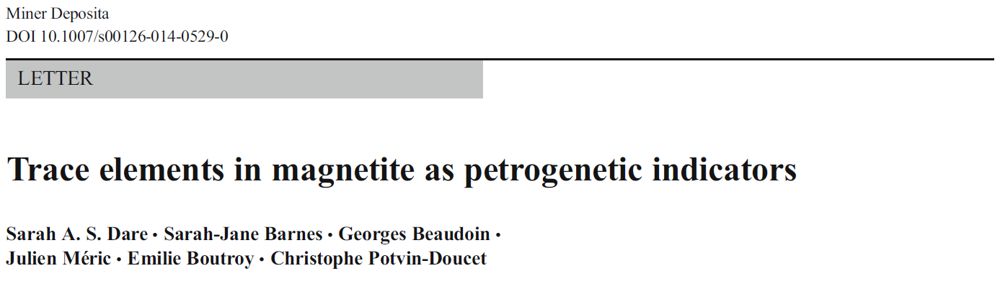 Miner Deposita
DOI 10.1007/s00126-014-0529-0
LETTER
Trace elements in magnetite as petrogenetic indicators
Sarah A. S. Dare • Sarah-Jane Barnes • Georges Beaudoin •
Julien Méric • Emilie Boutroy • Christophe Potvin-Doucet